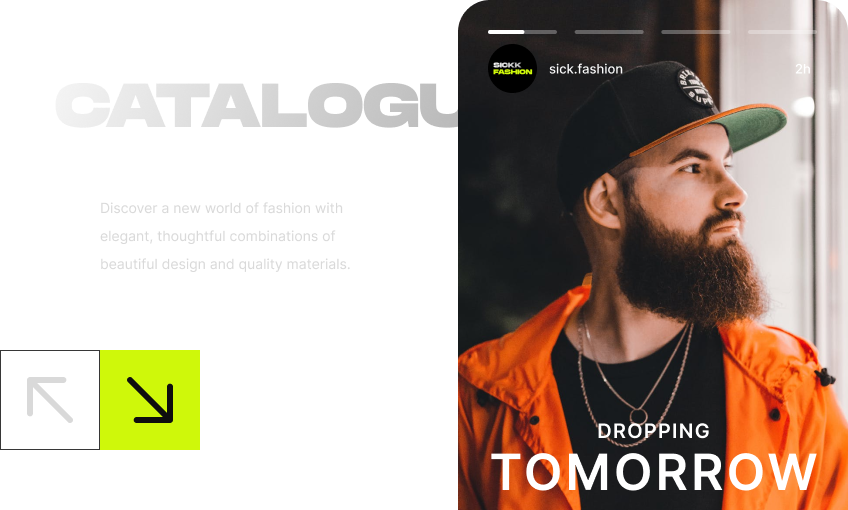 CATALOGU
Discover a new world of fashion with
elegant, thoughtful combinations of
beautiful design and quality materials.
SICKK
FASHION
sick.fashion
2h
DROPPING
TOMORROW